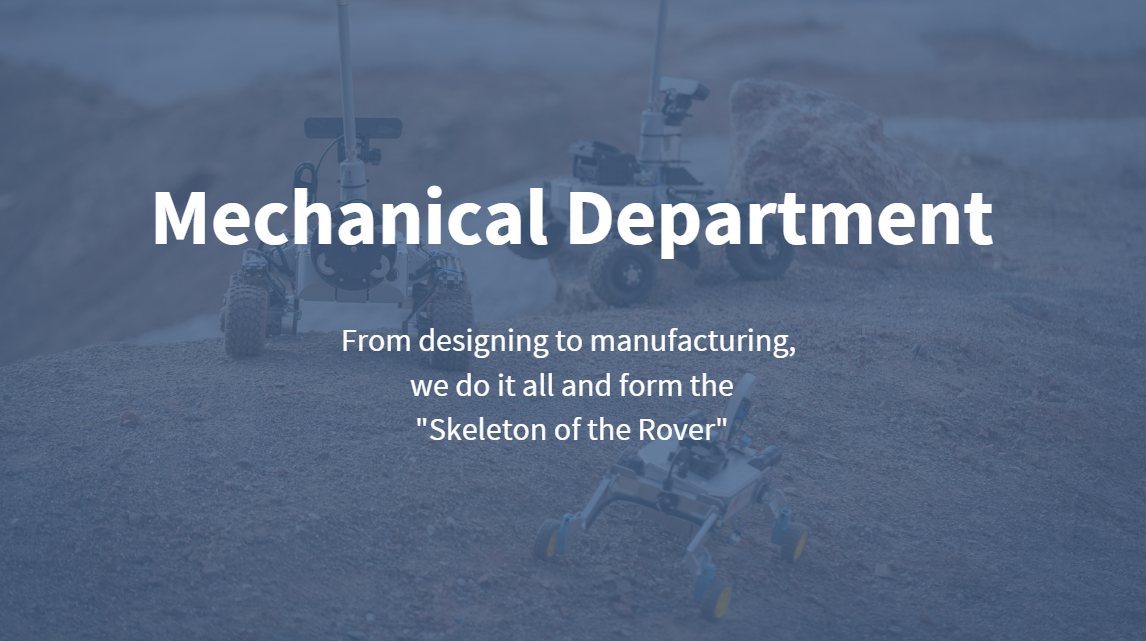 Mechanical Department
From designing to manufacturing,
we do it all and form the
"Skeleton of the Rover"